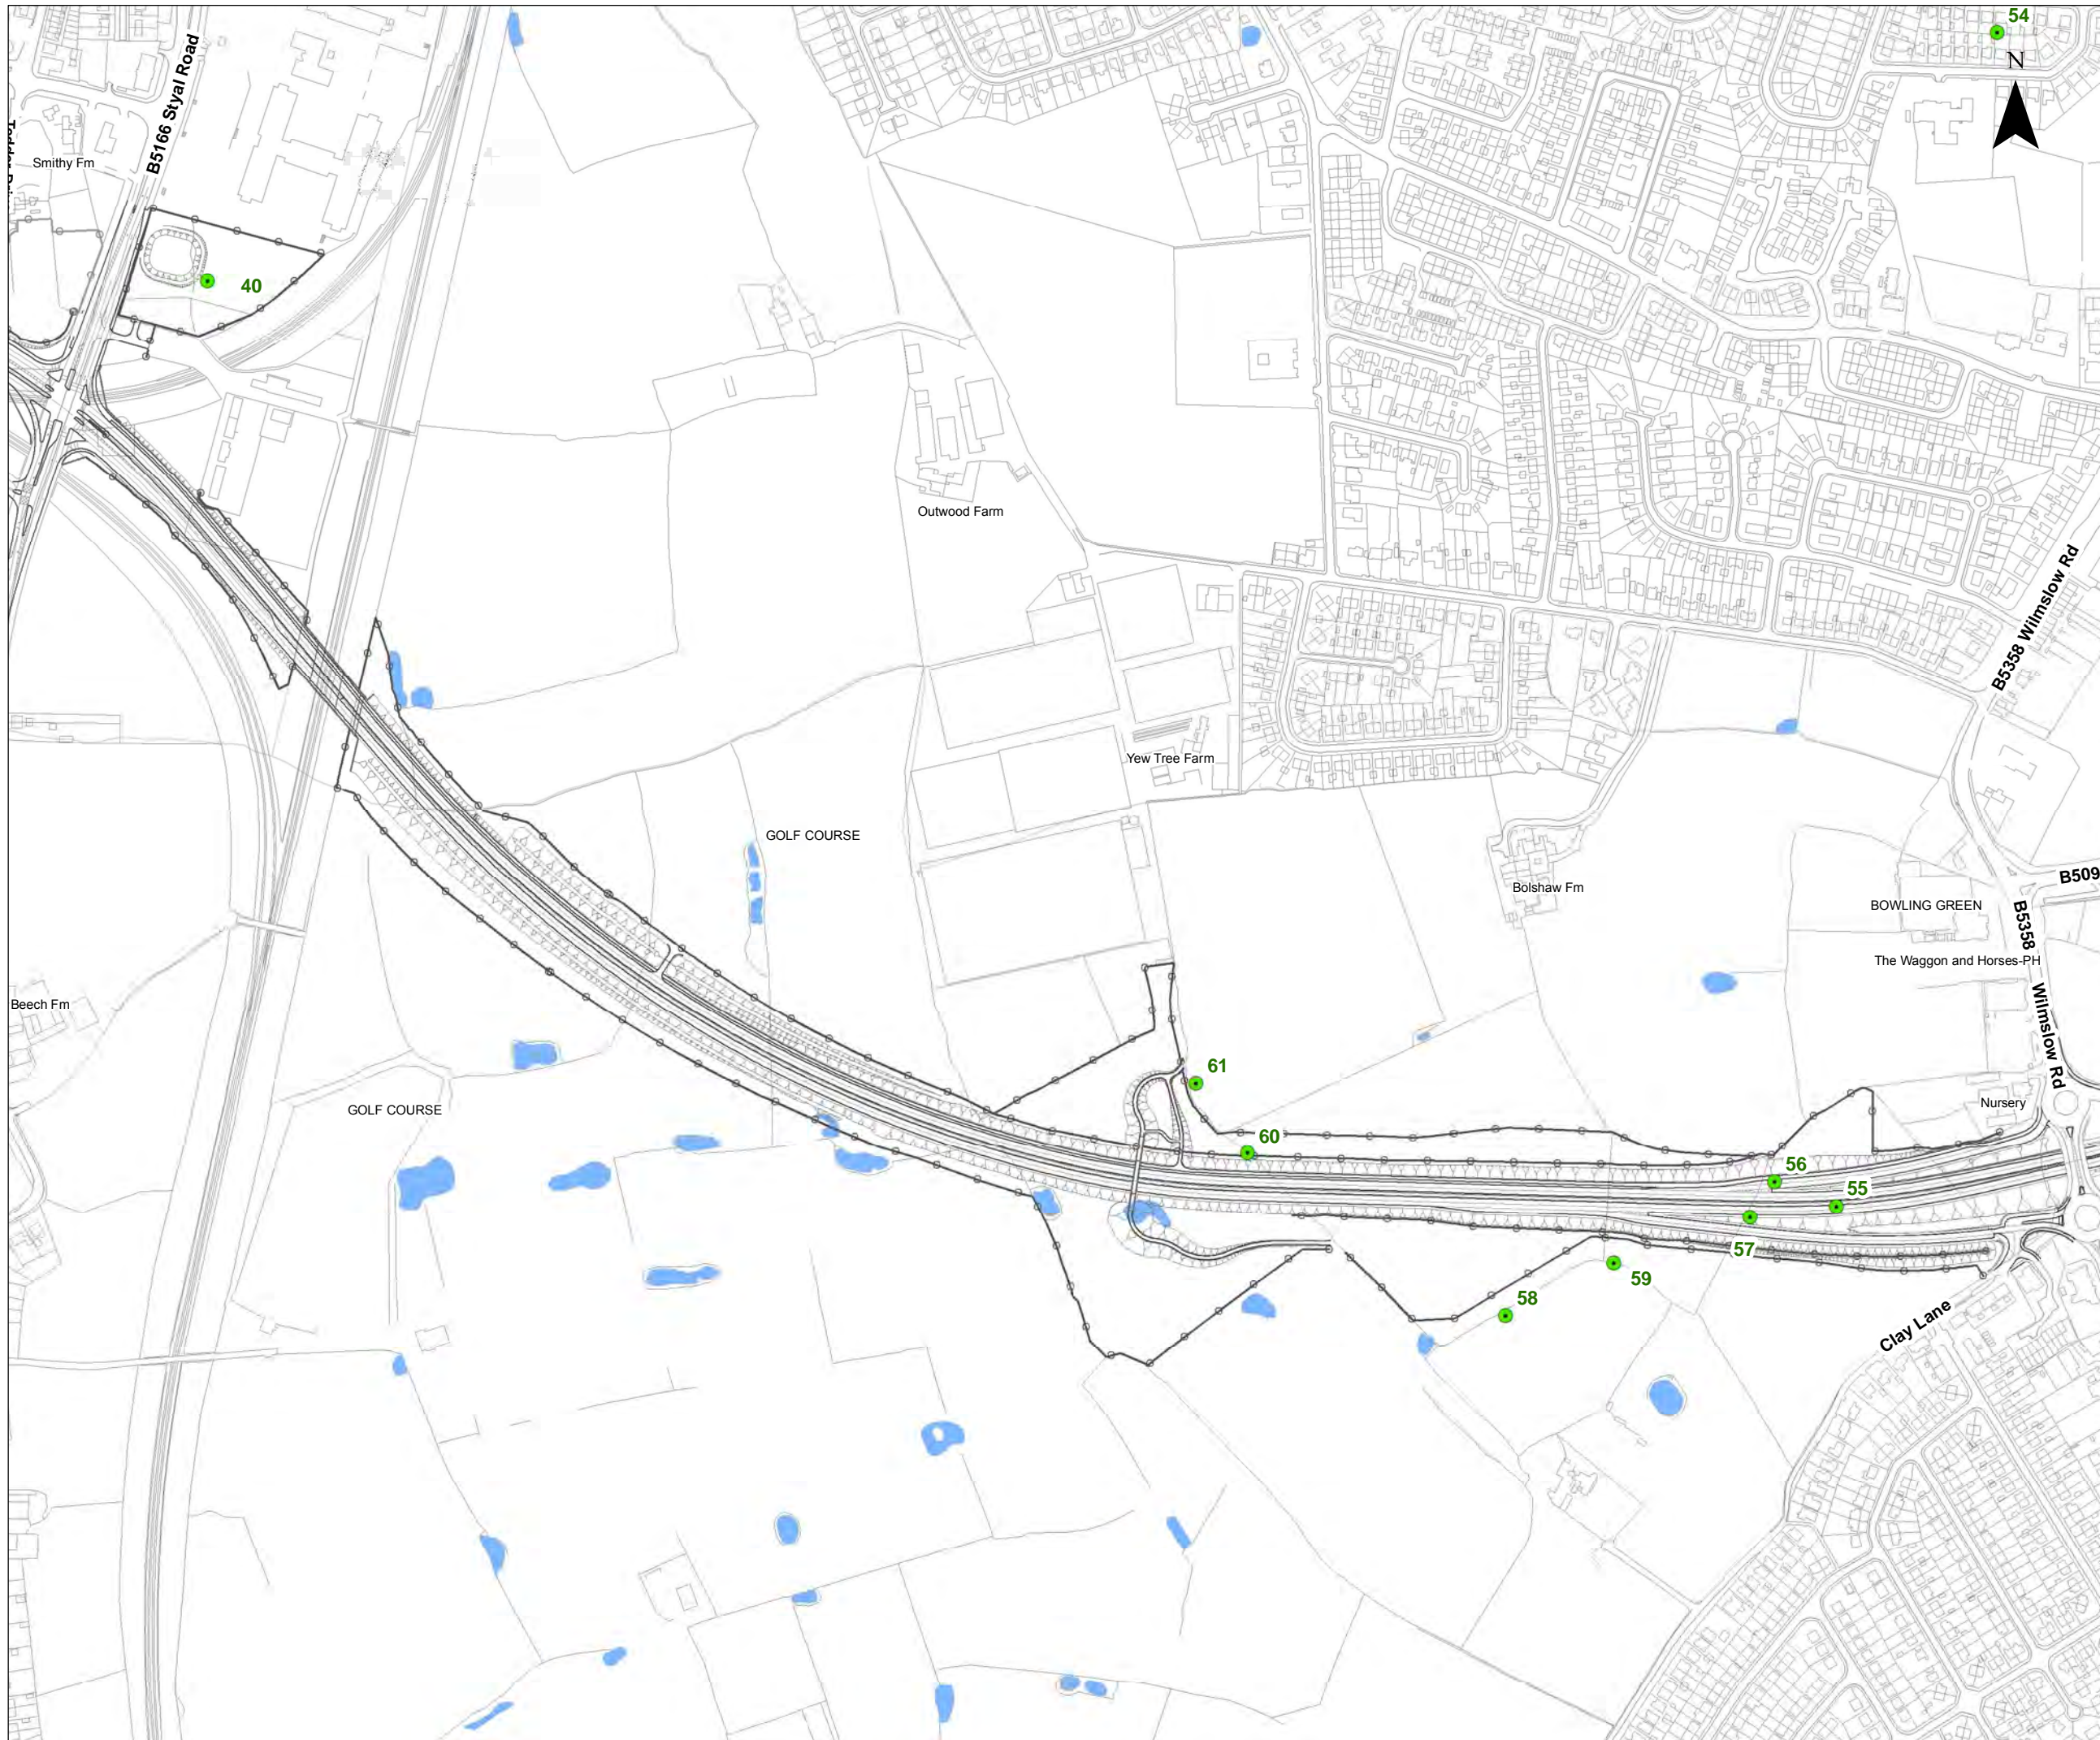 54
N
B5166 Styal Road
Smithy Fm
40
Outwood Farm
B5358 Wilmslow Rd
Yew Tree Farm
GOLF COURSE
Bolshaw Fm
B509
BOWLING GREEN
B5358 Wilmslow Rd
The Waggon and Horses-PH
Beech Fm
61
GOLF COURSE
Nursery
60
56
55
57
59
58
Clay Lane